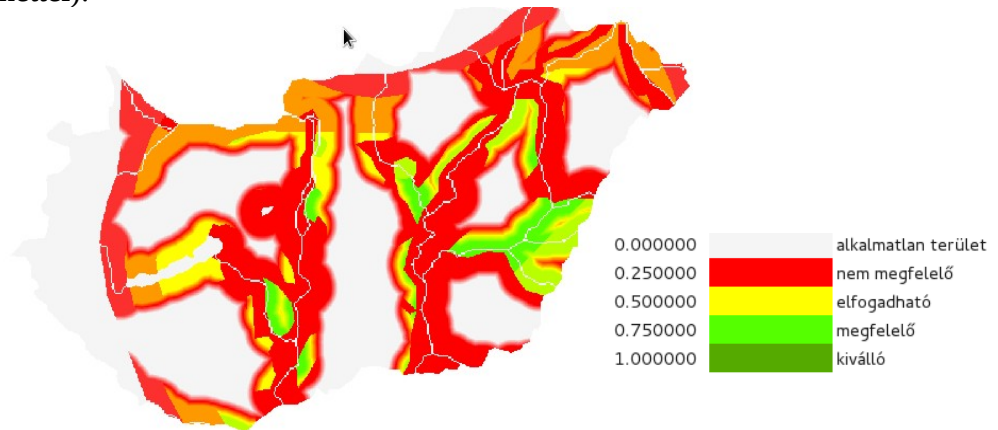 0.000000 alkalmatlan terület
0.250000 nem megfelelő
0.500000 elfogadható
0.750000 megfelelő
1.000000 kiválló